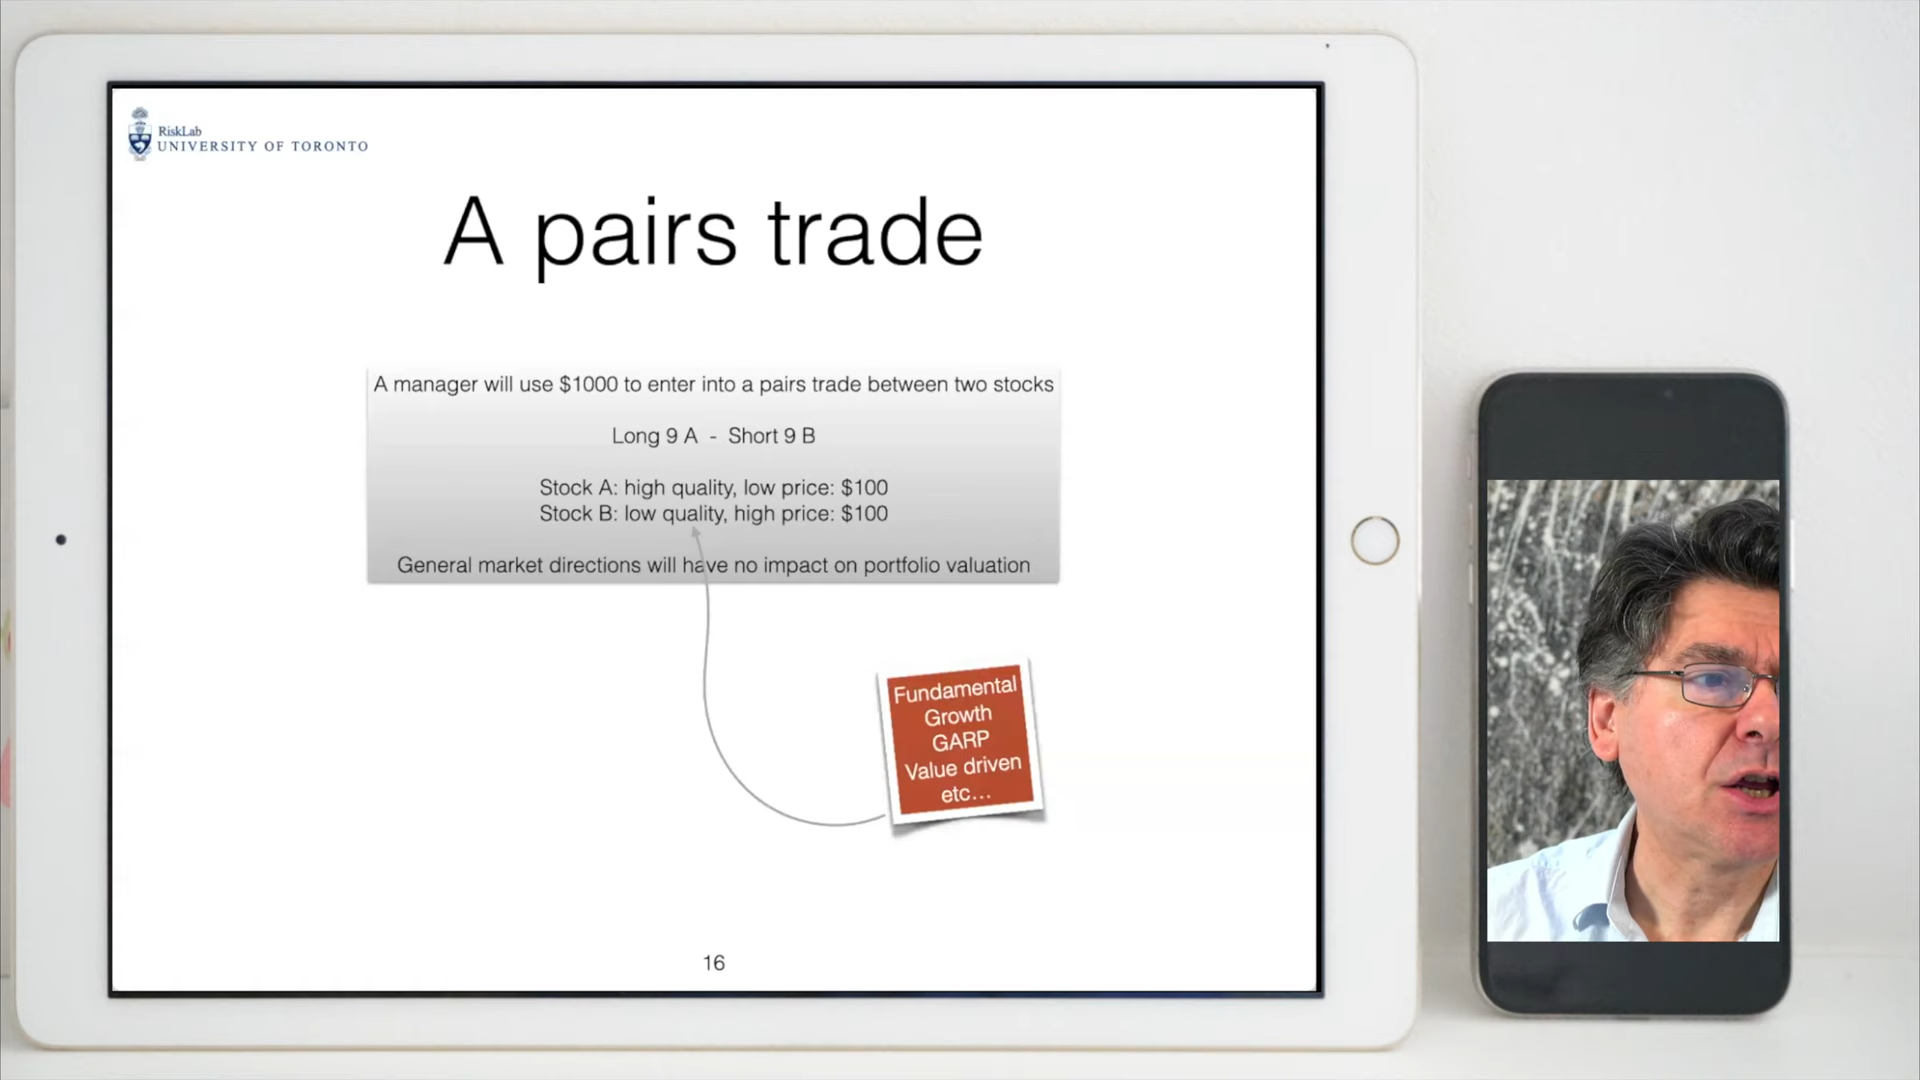 RiskLab
UNIVERSITY OF TORONTO
A pairs trade
A manager will use $1000 to enter into a pairs trade between two stocks
Long 9 A - Short 9 B
Stock A: high quality, low price: $100
Stock B: low quality, high price: $100
General market directions will have no impact on portfolio valuation
Fundamental
Growth
GARP
Value driven
etc...
16